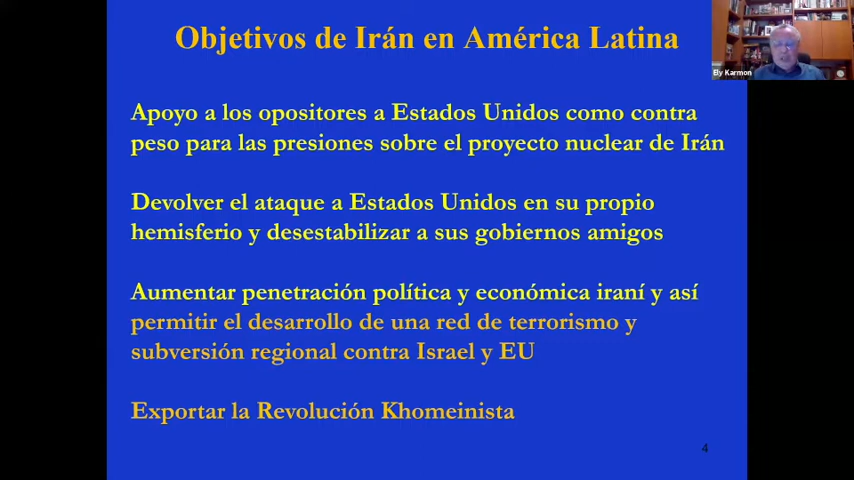 Objetivos de Irán en América Latina
Ely Karmon
Apoyo a los opositores a Estados Unidos como contra
peso para las presiones sobre el proyecto nuclear de Irán
Devolver el ataque a Estados Unidos en su propio
hemisferio y desestabilizar a sus gobiernos amigos
Aumentar penetración política y económica iraní y así
permitir el desarrollo de una red de terrorismo y
subversión regional contra Israel y EU
Exportar la Revolución Khomeinista
4